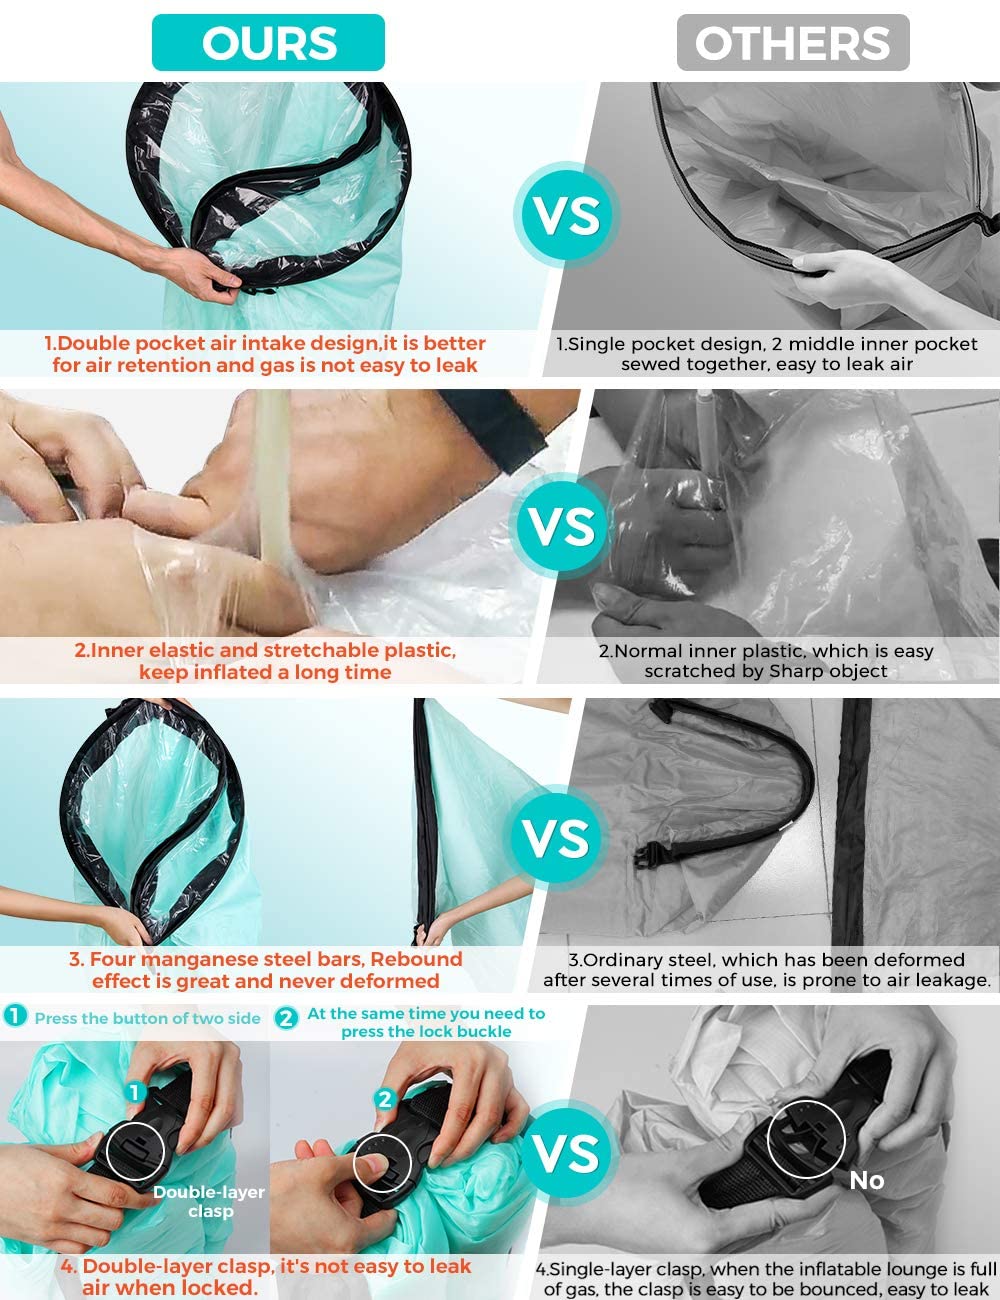 OURS
OTHERS
VS
1.Double pocket air intake design,it is better
for air retention and gas is not easy to leak
1.Single pocket design, 2 middle inner pocket
sewed together, easy to leak air
VS
2.Inner elastic and stretchable plastic,
keep inflated a long time
2.Normal inner plastic, which is easy
scratched by Sharp object
VS
3. Four manganese steel bars, Rebound
effect is great and never deformed
3.Ordinary steel, which has been deformed
after several times of use, is prone to air leakage.
1 Press the button of two side
2 At the same time you need to
press the lock buckle
1
2
VS
Double-layer
clasp
No
4. Double-layer clasp, it's not easy to leak
air when locked.
4.Single-layer clasp, when the inflatable lounge is full
of gas, the clasp is easy to be bounced, easy to leak